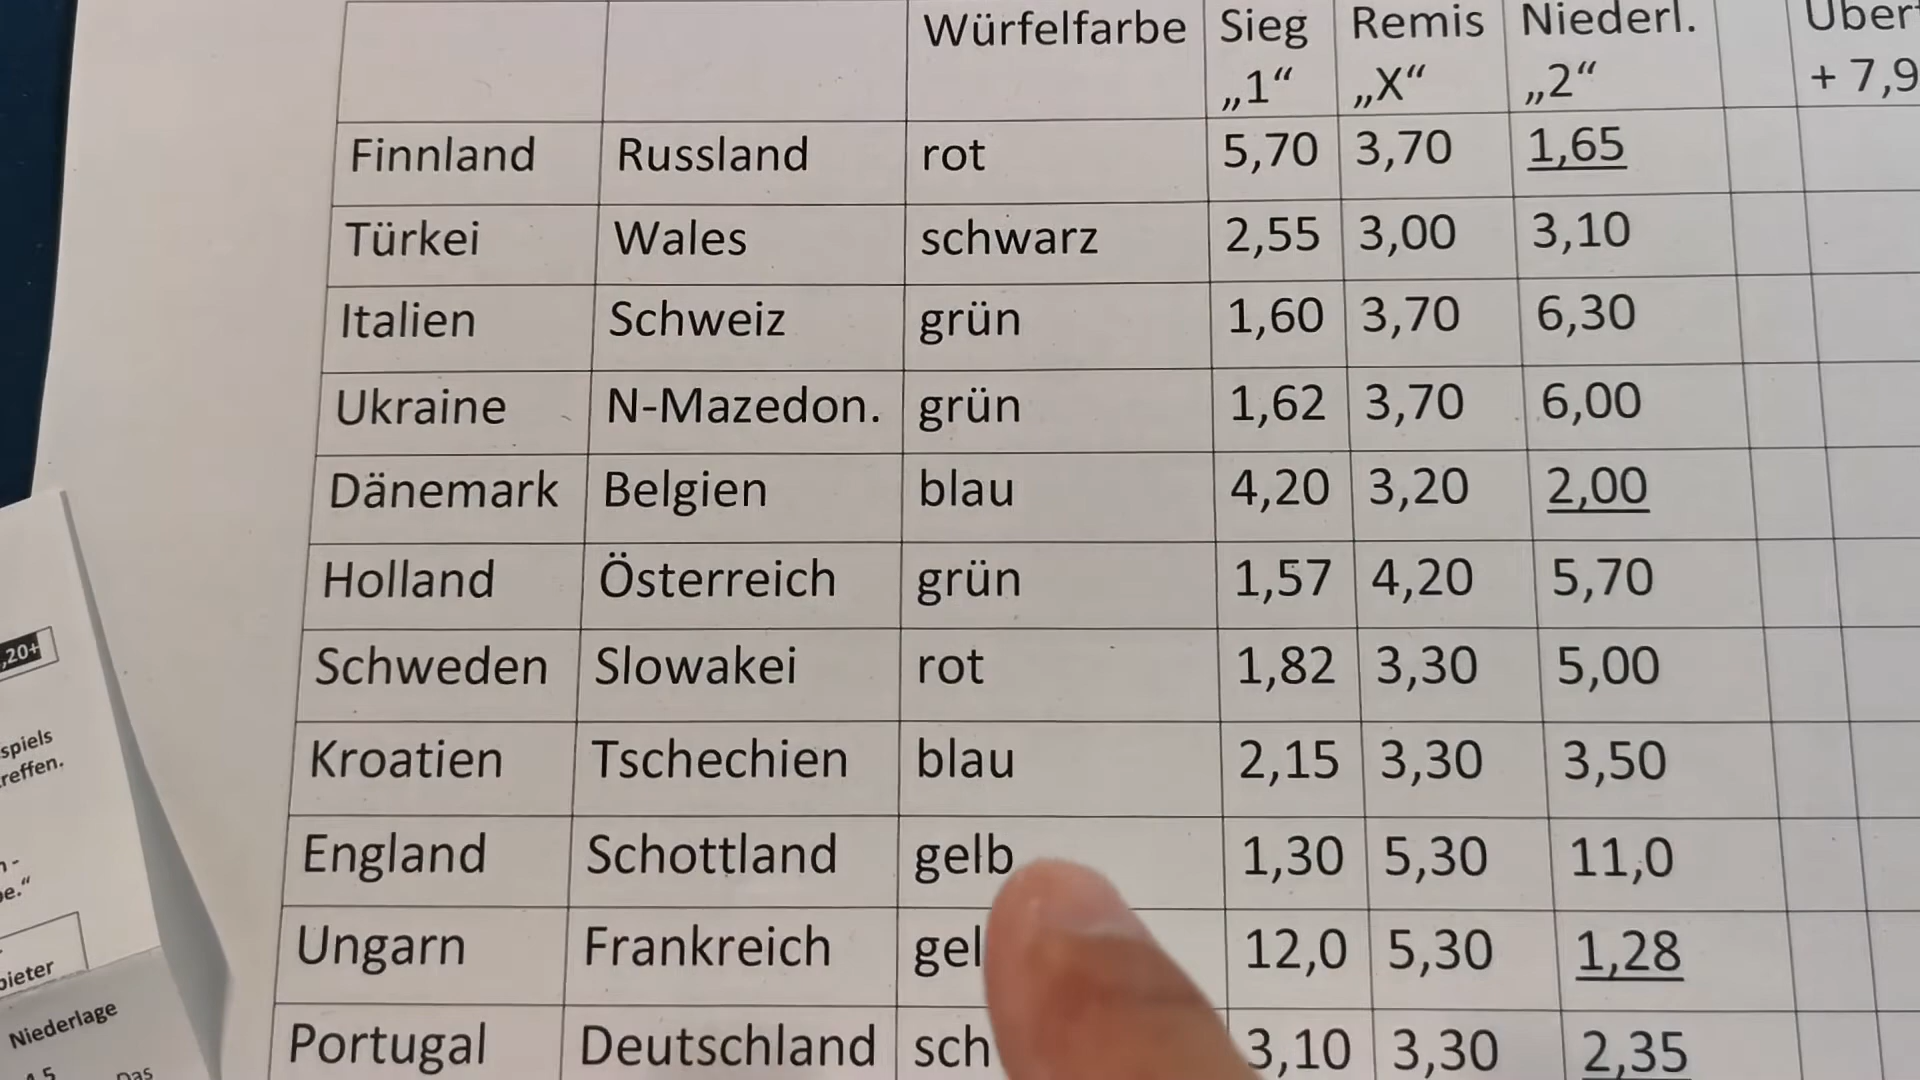 Würfelfarbe Sieg „1“ Remis „X“ Niederl. „2“ + 7,9
Finnland Russland rot 5,70 3,70 1,65
Türkei Wales schwarz 2,55 3,00 3,10
Italien Schweiz grün 1,60 3,70 6,30
Ukraine N-Mazedon. grün 1,62 3,70 6,00
Dänemark Belgien blau 4,20 3,20 2,00
Holland Österreich grün 1,57 4,20 5,70
Schweden Slowakei rot 1,82 3,30 5,00
Kroatien Tschechien blau 2,15 3,30 3,50
England Schottland gelb 1,30 5,30 11,0
Ungarn Frankreich gel 12,0 5,30 1,28
Portugal Deutschland sch 3,10 3,30 2,35
,20+
spiels
reffen.
be.“
bieter
Niederlage
Das